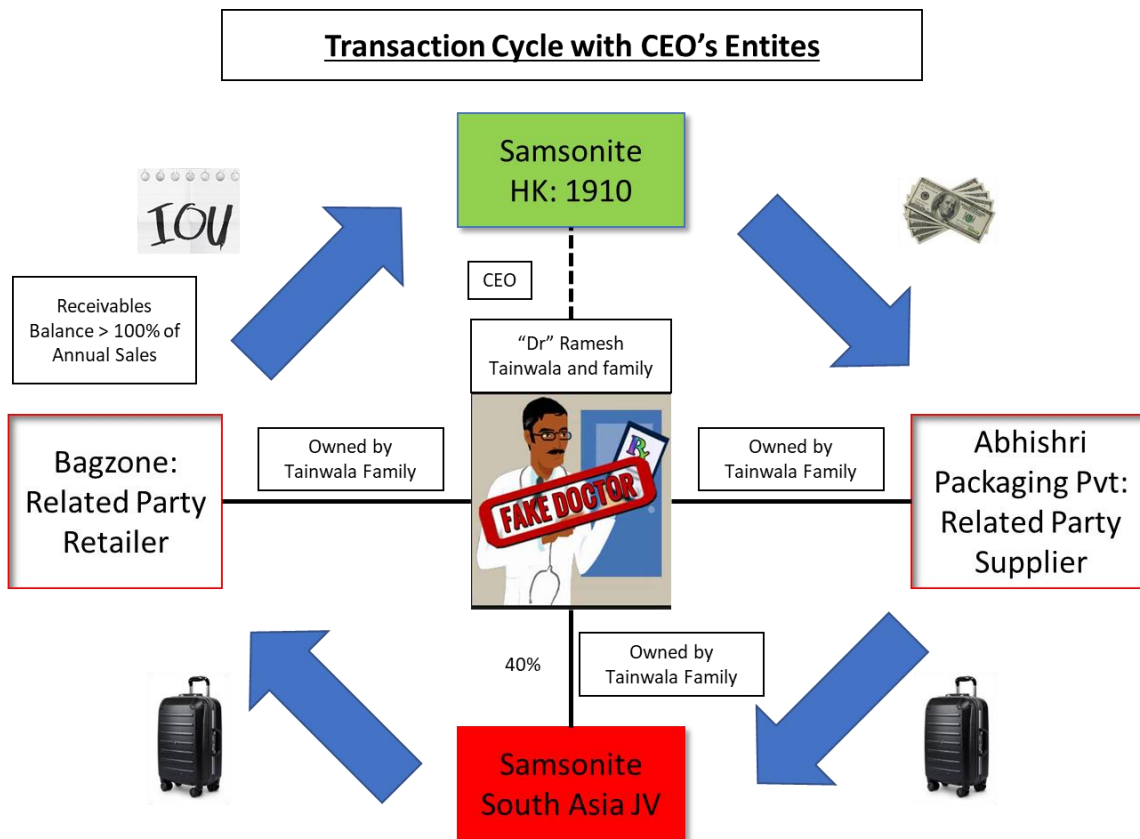 Transaction Cycle with CEO's Entites
Samsonite
HK: 1910
IOU
CEO
Receivables
Balance > 100% of
Annual Sales
"Dr" Ramesh
Tainwala and family
Bagzone:
Related Party
Retailer
Owned by
Tainwala Family
FAKE DOCTOR
Rx
Owned by
Tainwala Family
Abhishri
Packaging Pvt:
Related Party
Supplier
40%
Owned by
Tainwala Family
Samsonite
South Asia JV